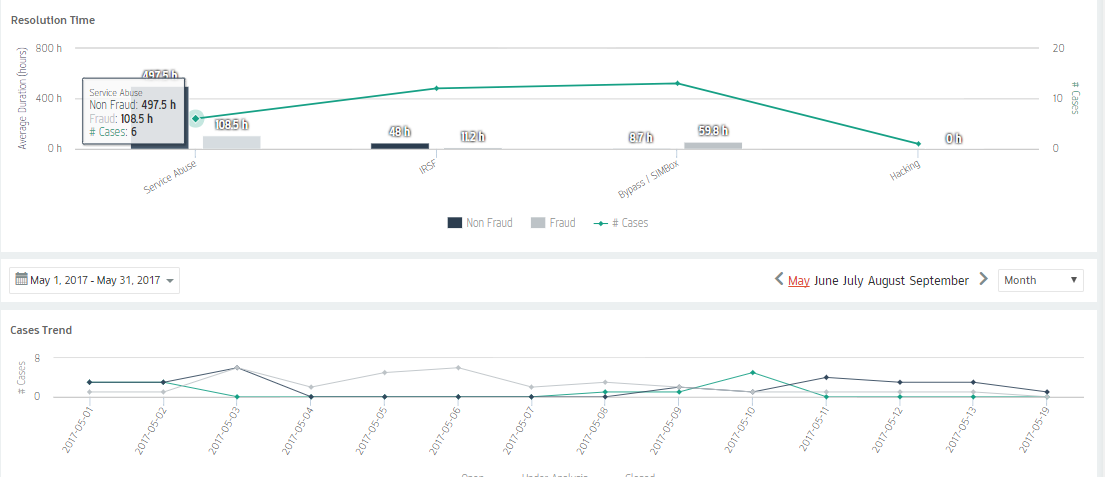 Resolution Time
Average Duration (hours)
800 h
400 h
0 h
20
10
0
# Cases
497.5 h
108.5 h
48 h
11.2 h
8.7 h
59.8 h
0 h
Service Abuse
Non Fraud: 497.5 h
Fraud: 108.5 h
# Cases: 6
Service Abuse
IRSF
Bypass / SIMBox
Hacking
Non Fraud Fraud # Cases
May 1, 2017 - May 31, 2017
May June July August September
Month
Cases Trend
# Cases
8
0
2017-05-01
2017-05-02
2017-05-03
2017-05-04
2017-05-05
2017-05-06
2017-05-07
2017-05-08
2017-05-09
2017-05-10
2017-05-11
2017-05-12
2017-05-13
2017-05-19
Open Under Analysis Closed